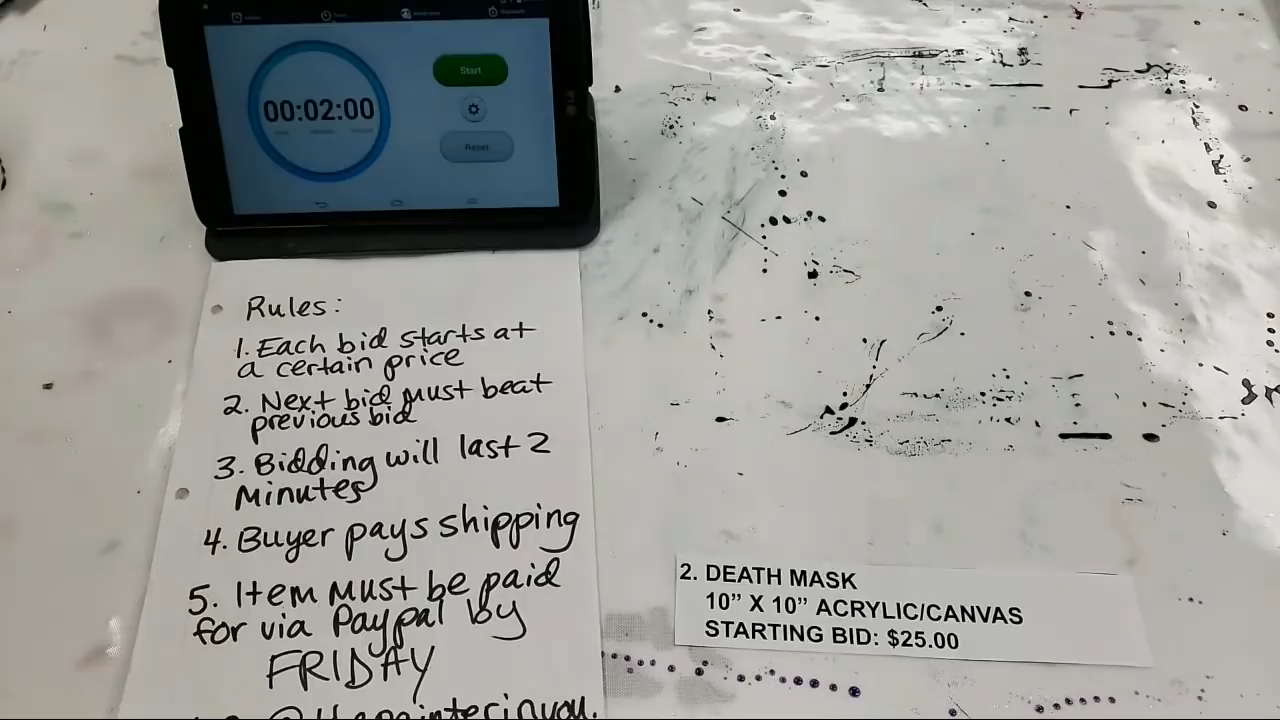 00:02:00
Start
Reset
LG
Rules:
1. Each bid starts at
a certain price
2. Next bid must beat
previous bid
3. Bidding will last 2
Minutes
4. Buyer pays shipping
5. Item Must be paid
for via Paypal by
FRIDAY
2. DEATH MASK
10” X 10” ACRYLIC/CANVAS
STARTING BID: $25.00